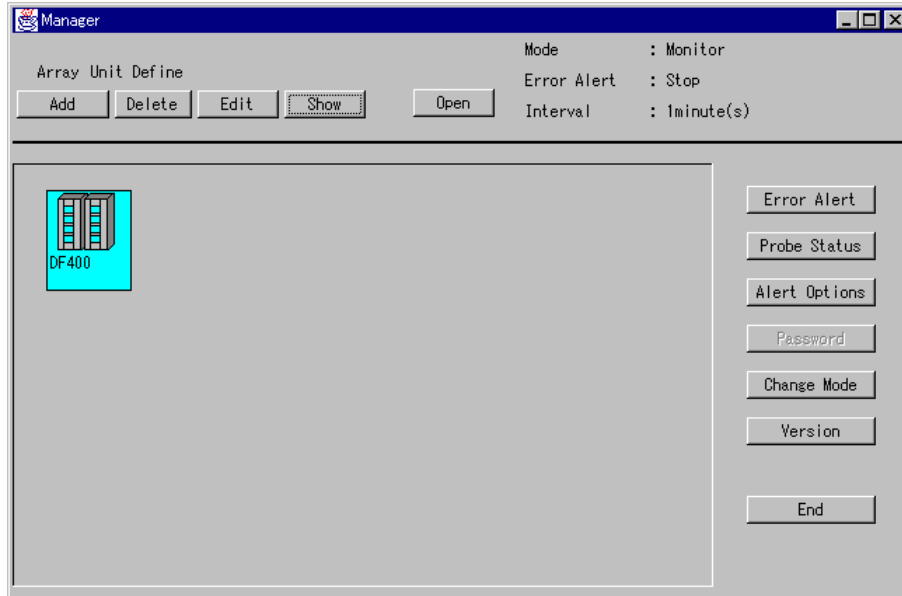 Manager
Mode : Monitor
Array Unit Define
Error Alert : Stop
Add Delete Edit Show Open
Interval : 1minute(s)
DF400
Error Alert
Probe Status
Alert Options
Password
Change Mode
Version
End